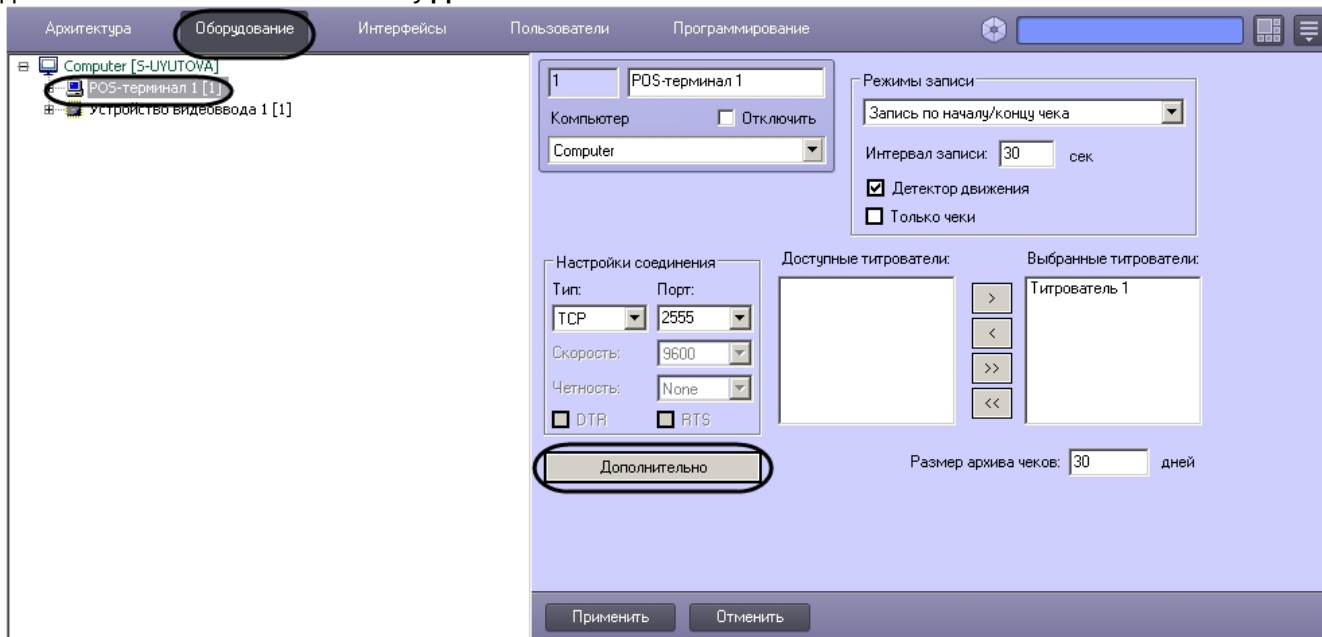 Архитектура Оборудование Интерфейсы Пользователи Программирование
Computer [S-UYUTOVA]
POS-терминал 1 [1]
Устройство видеоввода 1 [1]
1 POS-терминал 1
Компьютер Отключить
Computer
Режимы записи
Запись по началу/концу чека
Интервал записи: 30 сек
Детектор движения
Только чеки
Настройки соединения
Тип: Порт:
TCP 2555
Скорость: 9600
Четность: None
DTR RTS
Доступные титрователи: Выбранные титрователи:
Титрователь 1
>
<
>>
<<
Дополнительно
Размер архива чеков: 30 дней
Применить Отменить